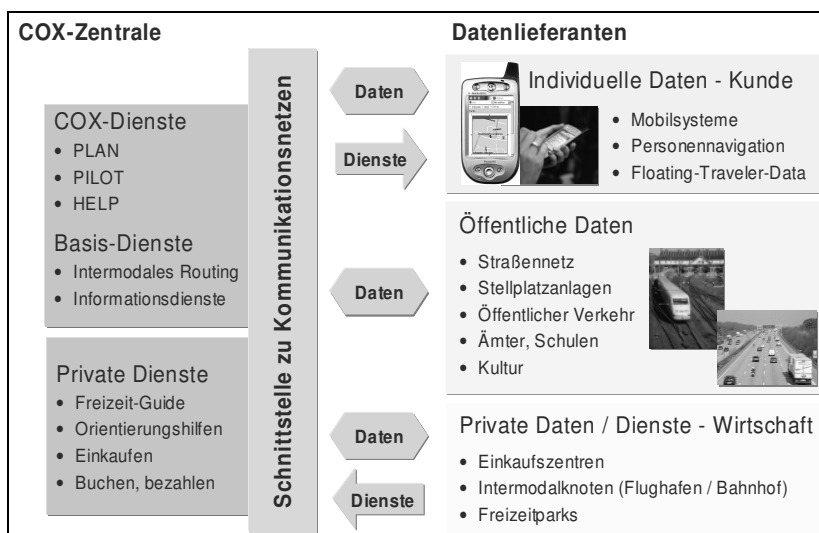 COX-Zentrale
COX-Dienste
• PLAN
• PILOT
• HELP
Basis-Dienste
• Intermodales Routing
• Informationsdienste
Private Dienste
• Freizeit-Guide
• Orientierungshilfen
• Einkaufen
• Buchen, bezahlen
Schnittstelle zu Kommunikationsnetzen
Daten
Dienste
Daten
Daten
Dienste
Datenlieferanten
Individuelle Daten - Kunde
• Mobilsysteme
• Personennavigation
• Floating-Traveler-Data
Öffentliche Daten
• Straßennetz
• Stellplatzanlagen
• Öffentlicher Verkehr
• Ämter, Schulen
• Kultur
Private Daten / Dienste - Wirtschaft
• Einkaufszentren
• Intermodalknoten (Flughafen / Bahnhof)
• Freizeitparks